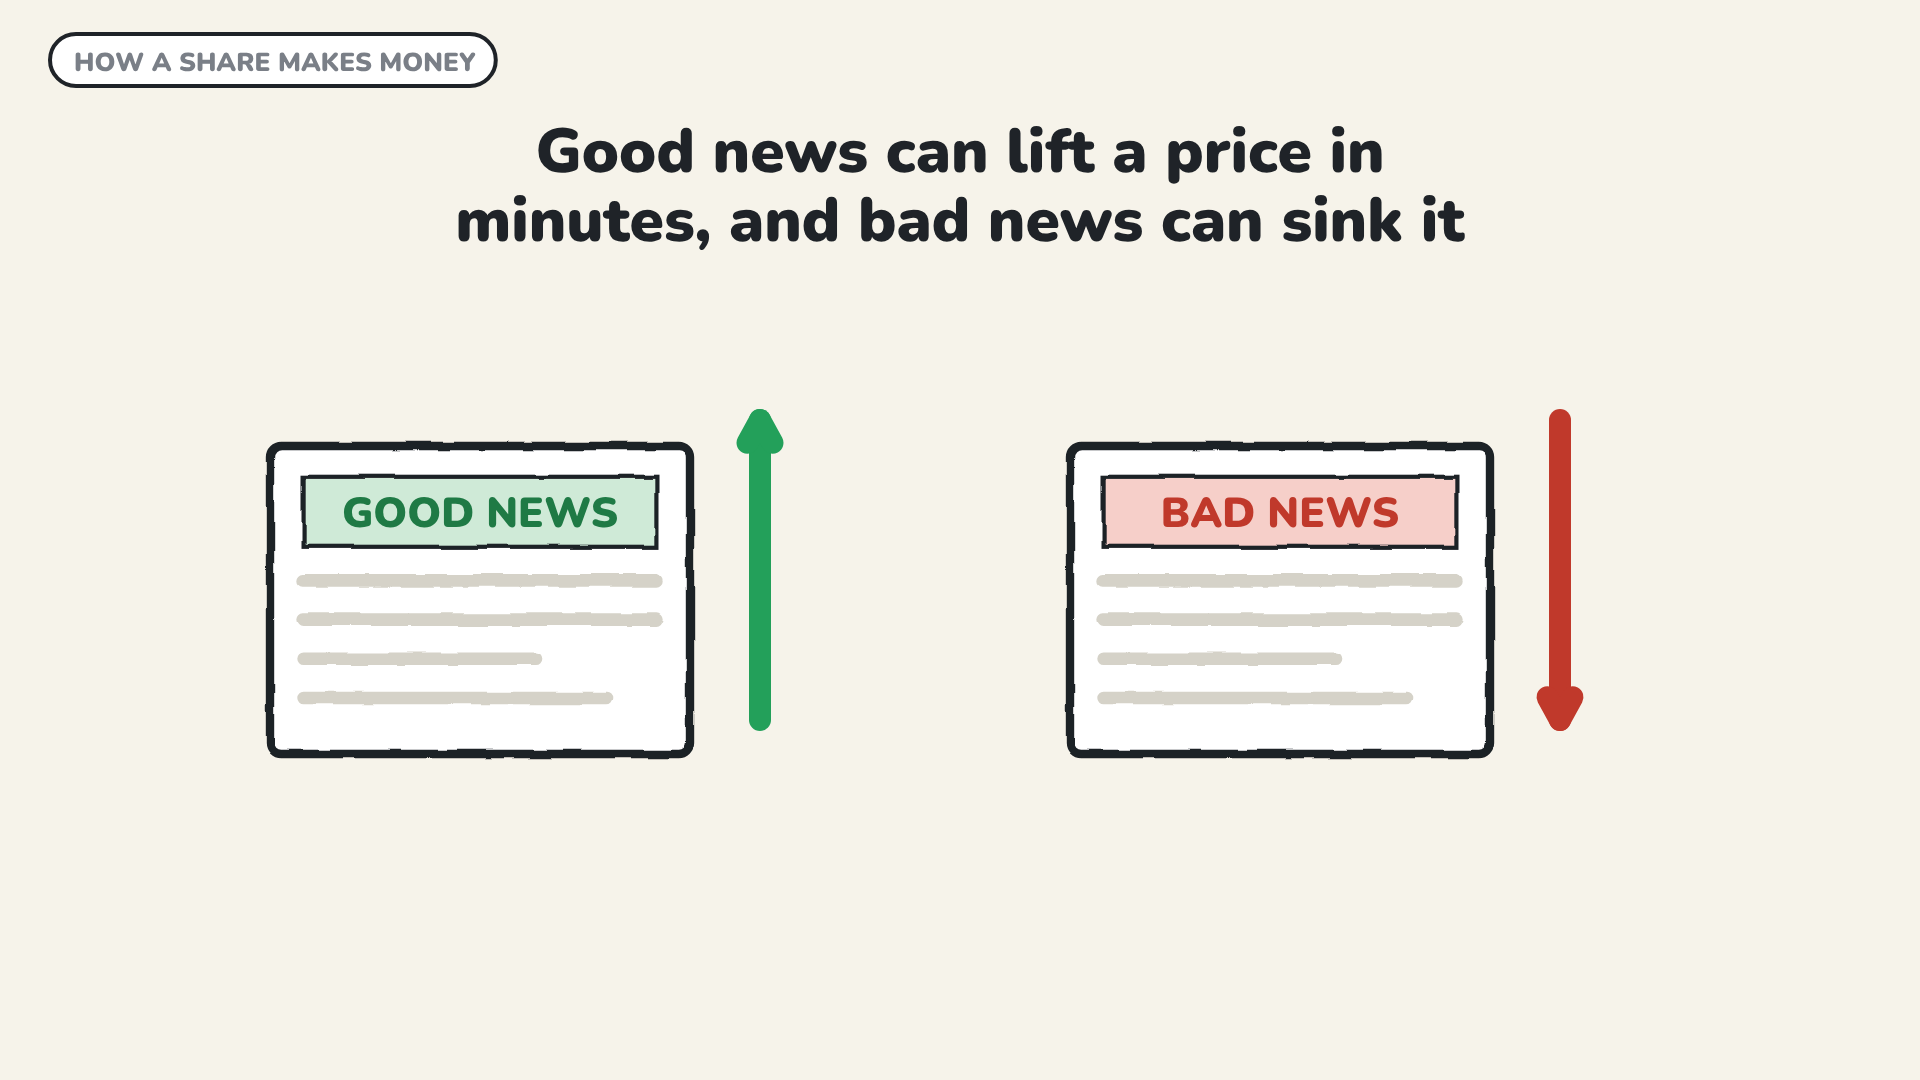 HOW A SHARE MAKES MONEY
Good news can lift a price in
minutes, and bad news can sink it
GOOD NEWS
BAD NEWS